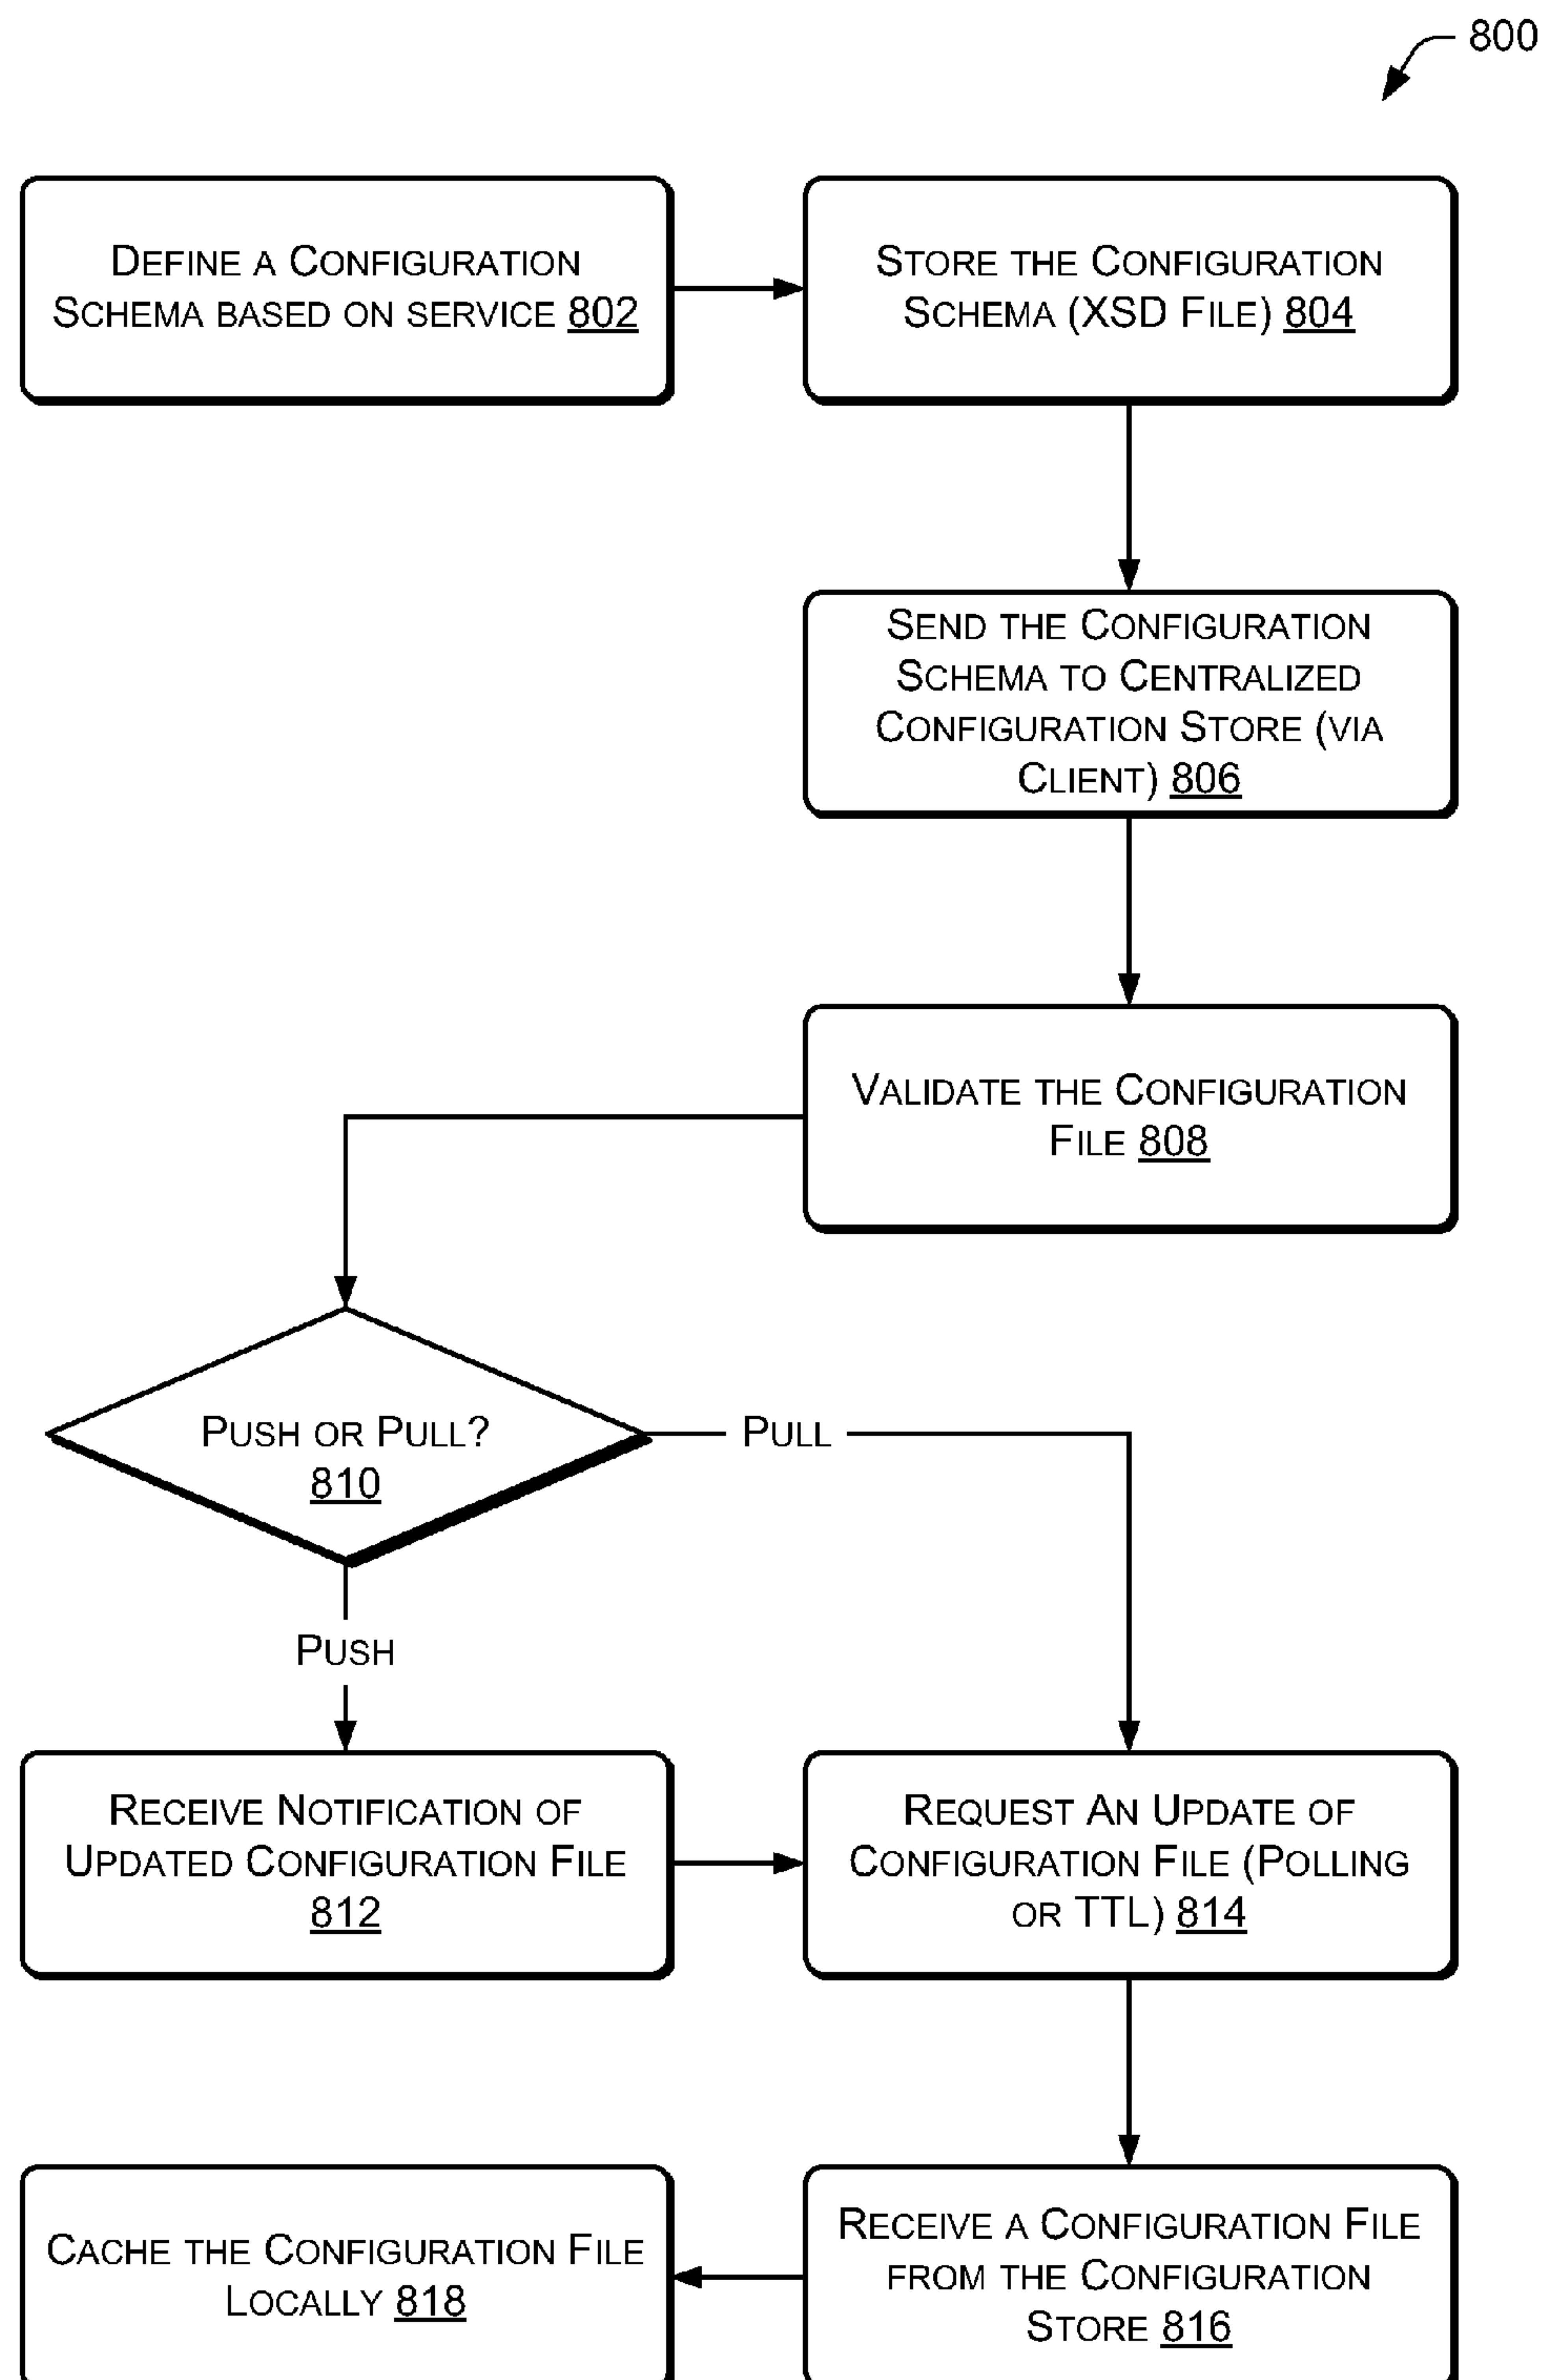 800
DEFINE A CONFIGURATION
SCHEMA BASED ON SERVICE 802
STORE THE CONFIGURATION
SCHEMA (XSD FILE) 804
SEND THE CONFIGURATION
SCHEMA TO CENTRALIZED
CONFIGURATION STORE (VIA
CLIENT) 806
VALIDATE THE CONFIGURATION
FILE 808
PUSH OR PULL?
810
PULL
PUSH
RECEIVE NOTIFICATION OF
UPDATED CONFIGURATION FILE
812
REQUEST AN UPDATE OF
CONFIGURATION FILE (POLLING
OR TTL) 814
RECEIVE A CONFIGURATION FILE
FROM THE CONFIGURATION
STORE 816
CACHE THE CONFIGURATION FILE
LOCALLY 818